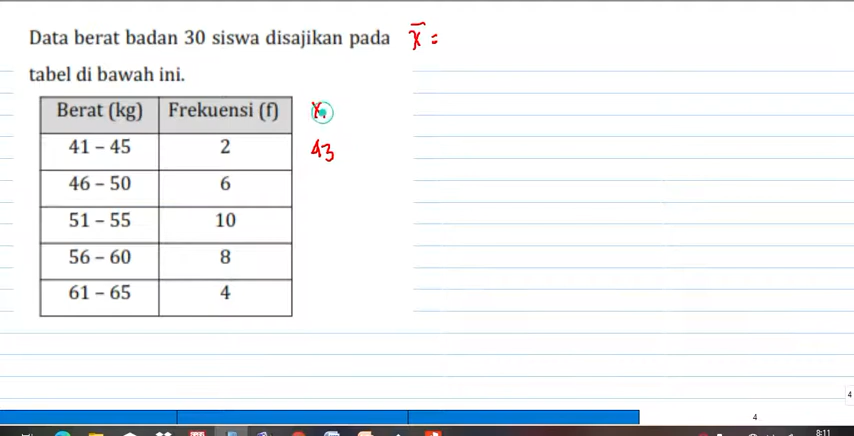 Data berat badan 30 siswa disajikan pada x̄ =
tabel di bawah ini.
Berat (kg) Frekuensi (f)
41 – 45 2 43
46 – 50 6
51 – 55 10
56 – 60 8
61 – 65 4
4
4
8:11